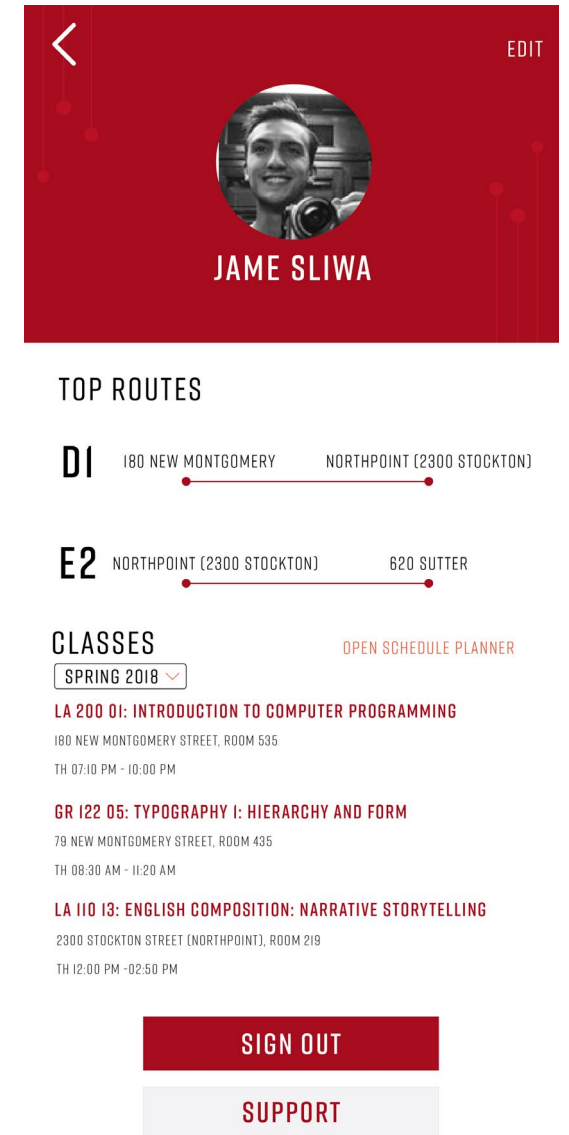 EDIT
JAME SLIWA
TOP ROUTES
D1 180 NEW MONTGOMERY NORTHPOINT (2300 STOCKTON)
E2 NORTHPOINT (2300 STOCKTON) 620 SUTTER
CLASSES OPEN SCHEDULE PLANNER
SPRING 2018
LA 200 01: INTRODUCTION TO COMPUTER PROGRAMMING
180 NEW MONTGOMERY STREET, ROOM 535
TH 07:10 PM - 10:00 PM
GR 122 05: TYPOGRAPHY 1: HIERARCHY AND FORM
79 NEW MONTGOMERY STREET, ROOM 435
TH 08:30 AM - 11:20 AM
LA 110 13: ENGLISH COMPOSITION: NARRATIVE STORYTELLING
2300 STOCKTON STREET (NORTHPOINT), ROOM 219
TH 12:00 PM -02:50 PM
SIGN OUT
SUPPORT